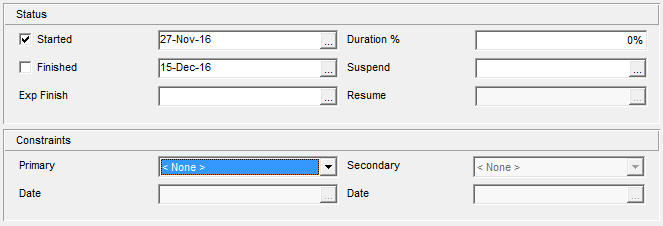 Status
Started 27-Nov-16 ... Duration % 0%
Finished 15-Dec-16 ... Suspend ...
Exp Finish ... Resume ...
Constraints
Primary < None > Secondary < None >
Date ... Date ...